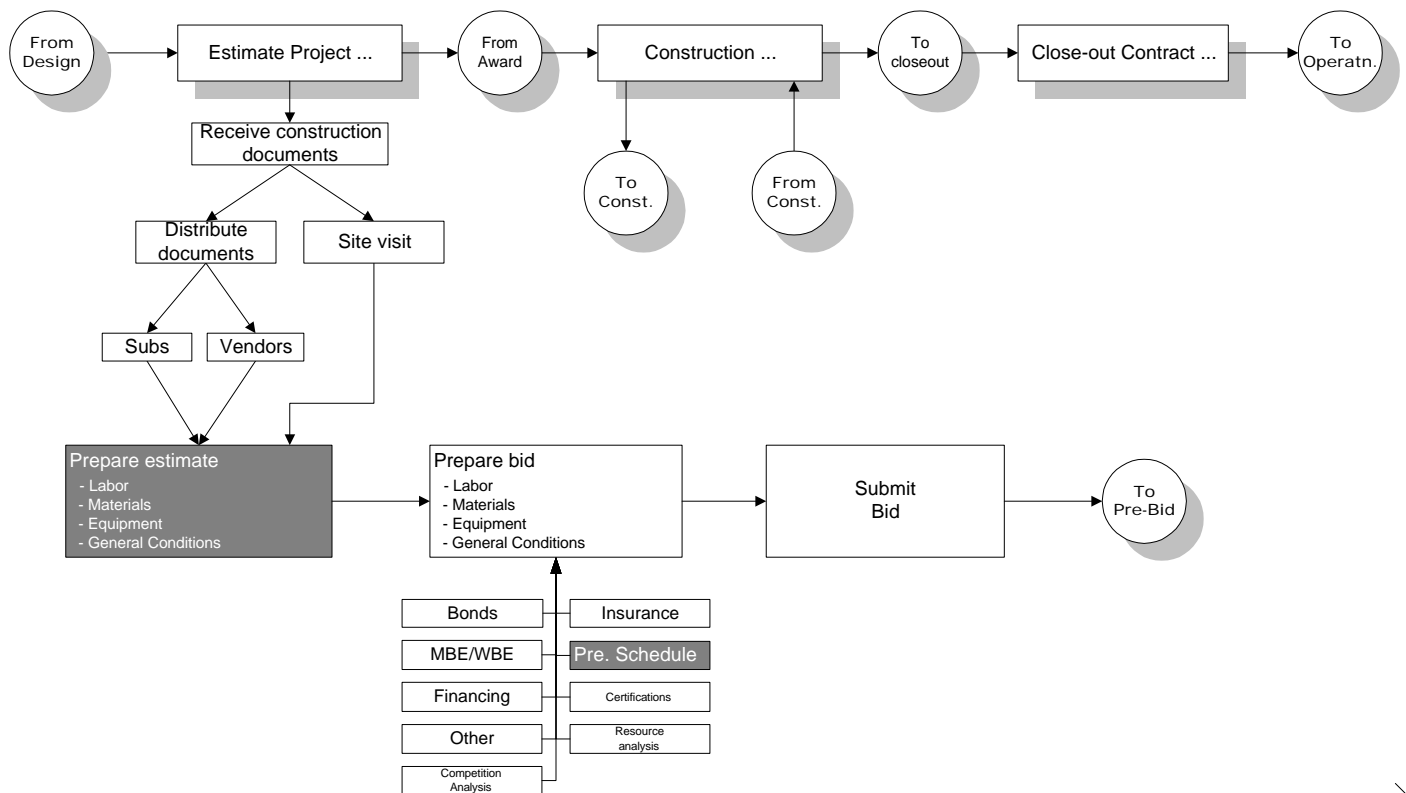 From
Design
Estimate Project ...
From
Award
Construction ...
To
closeout
Close-out Contract ...
To
Operatn.
Receive construction
documents
To
Const.
From
Const.
Distribute
documents
Site visit
Subs
Vendors
Prepare estimate
- Labor
- Materials
- Equipment
- General Conditions
Prepare bid
- Labor
- Materials
- Equipment
- General Conditions
Submit
Bid
To
Pre-Bid
Bonds
Insurance
MBE/WBE
Pre. Schedule
Financing
Certifications
Other
Resource
analysis
Competition
Analysis